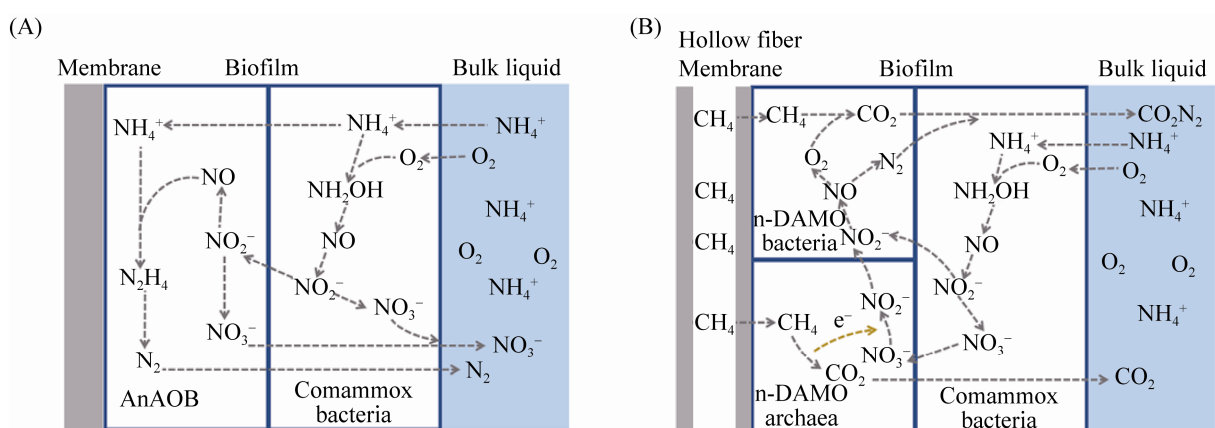 (A)
Membrane Biofilm Bulk liquid
NH₄⁺ NH₄⁺ NH₄⁺
O₂ O₂
NO NH₂OH
NH₄⁺
NO₂⁻ NO
O₂ O₂
N₂H₄ NO₂⁻ NH₄⁺
NO₃⁻
NO₃⁻ NO₃⁻
N₂ N₂
AnAOB Comammox
bacteria
(B)
Hollow fiber
Membrane Biofilm Bulk liquid
CH₄ CH₄ CO₂ CO₂N₂
NH₄⁺ NH₄⁺
O₂ N₂ O₂ O₂
CH₄ NO NH₂OH
NH₄⁺
n-DAMO
bacteria
CH₄ NO₂⁻ NO
O₂ O₂
NO₂⁻ NO₂⁻
NH₄⁺
CH₄ CH₄ e⁻
NO₃⁻ NO₃⁻
CO₂ CO₂
n-DAMO
archaea
Comammox
bacteria